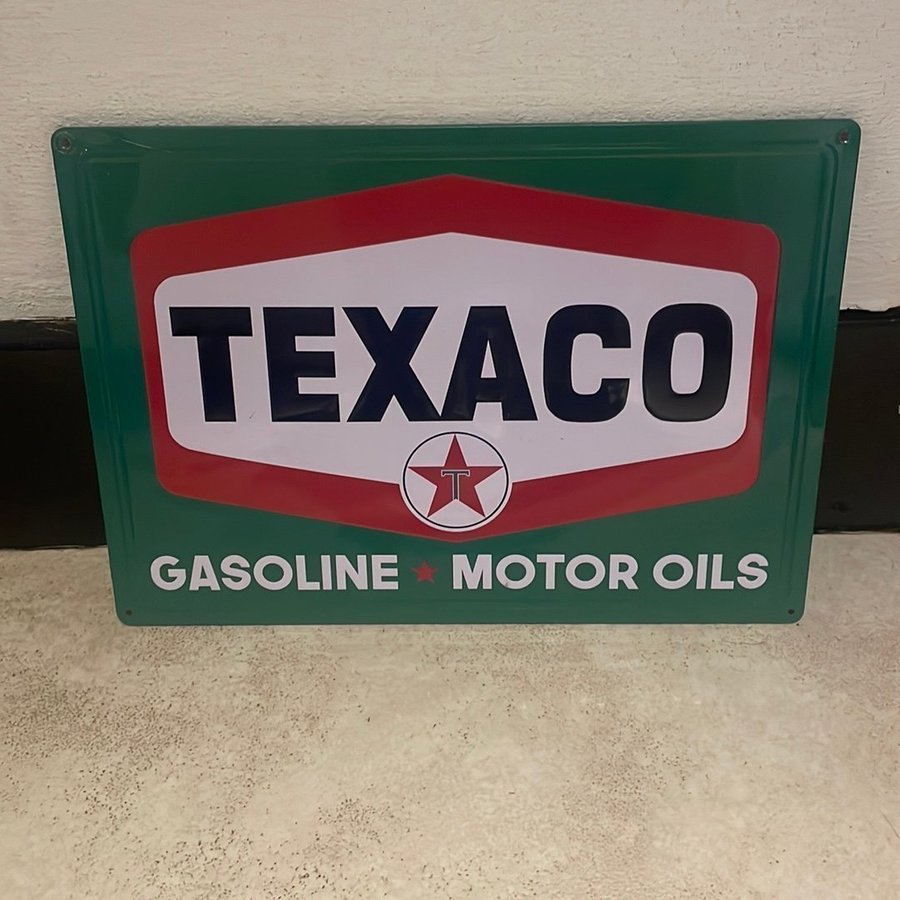 TEXACO
T
GASOLINE ★ MOTOR OILS